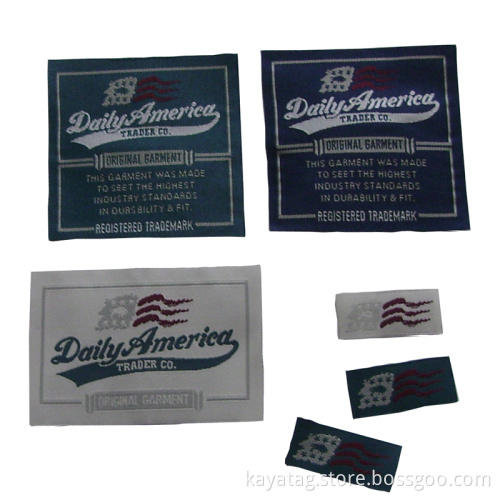 Daily America
TRADER CO.
ORIGINAL GARMENT
THIS GARMENT WAS MADE
TO SEET THE HIGHEST
INDUSTRY STANDARDS
IN DURSBILITY & FIT.
REGISTERED TRADEMARK
Daily America
TRADER CO.
ORIGINAL GARMENT
THIS GARMENT WAS MADE
TO SEET THE HIGHEST
INDUSTRY STANDARDS
IN DURABILITY & FIT.
REGISTERED TRADEMARK
Daily America
TRADER CO.
ORIGINAL GARMENT
kayatag.store.bossgoo.com